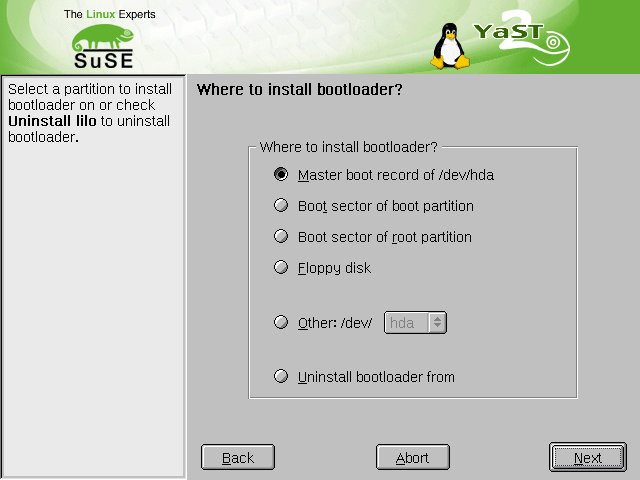 The Linux Experts
SuSE
YaST
2
Select a partition to install
bootloader on or check
Uninstall lilo to uninstall
bootloader.
Where to install bootloader?
Where to install bootloader?
Master boot record of /dev/hda
Boot sector of boot partition
Boot sector of root partition
Floppy disk
Other: /dev/ hda
Uninstall bootloader from
Back Abort Next